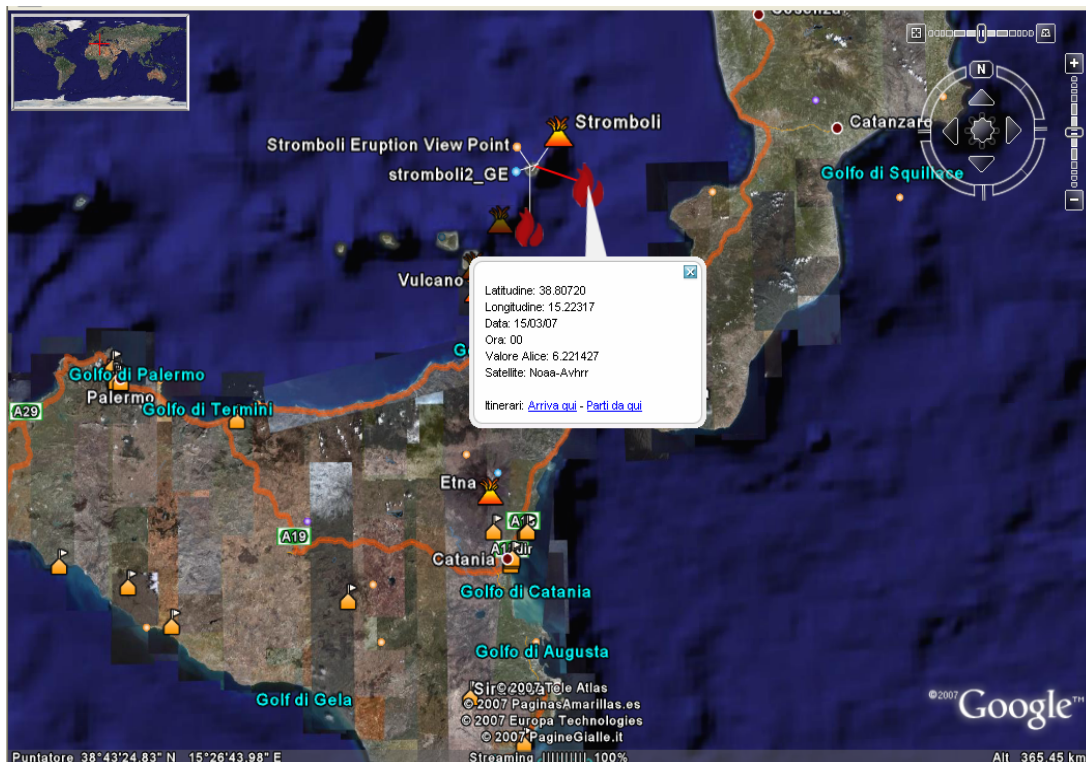 Cosenza
N
Stromboli
Catanzaro
Stromboli Eruption View Point
stromboli2_GE
Golfo di Squillace
Vulcano
Latitudine: 38.80720
Longitudine: 15.22317
Data: 15/03/07
Ora: 00
Valore Alice: 6.221427
Satellite: Noaa-Avhrr
Itinerari: Arriva qui - Parti da qui
Golfo di Palermo
Palermo
Golfo di Termini
A29
Etna
A19
Catania
Golfo di Catania
Golfo di Augusta
Golf di Gela
© 2007 Tele Atlas
© 2007 PaginasAmarillas.es
© 2007 Europa Technologies
© 2007 PagineGialle.it
©2007 Google™
Puntatore 38°43'24.83" N 15°26'43.98" E
Streaming |||||||||| 100%
Alt 365.45 km